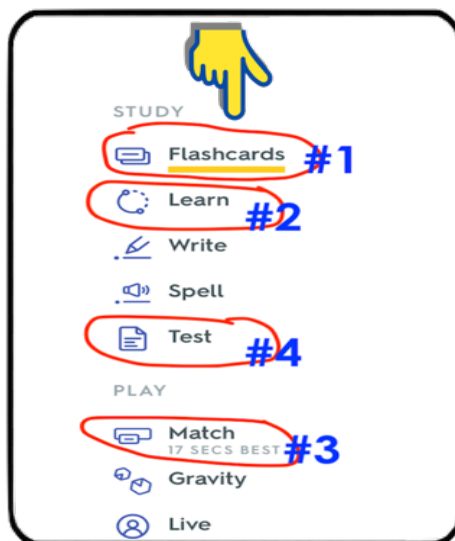 STUDY
Flashcards #1
Learn #2
Write
Spell
Test #4
PLAY
Match
17 SECS BEST #3
Gravity
Live